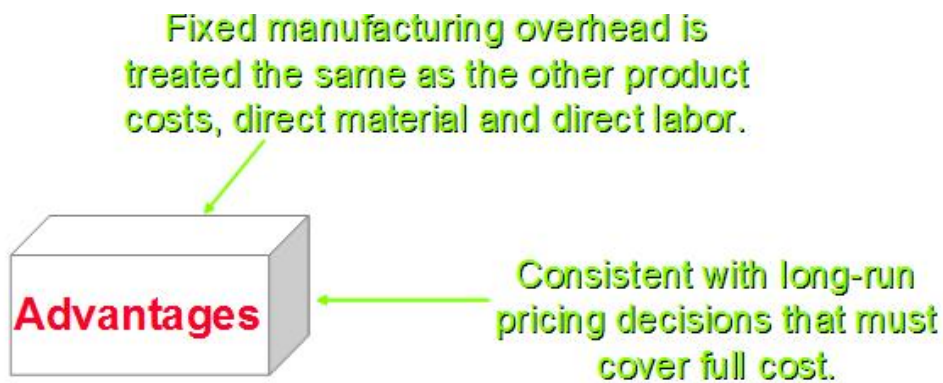 Fixed manufacturing overhead is
treated the same as the other product
costs, direct material and direct labor.
Advantages
Consistent with long-run
pricing decisions that must
cover full cost.